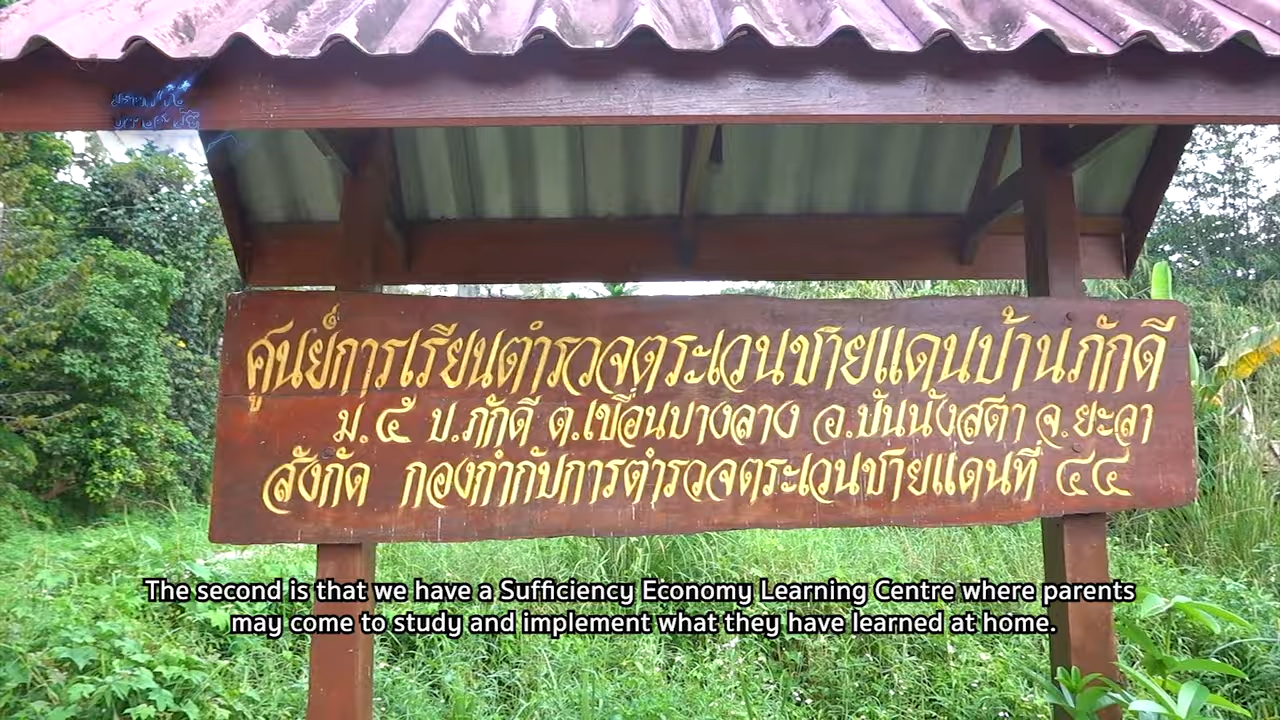 ศูนย์การเรียนตำรวจตระเวนชายแดนบ้านภักดี
ม.๕ บ.ภักดี ต.เขื่อนบางลาง อ.บันนังสตา จ.ยะลา
สังกัด กองกำกับการตำรวจตระเวนชายแดนที่ ๔๔
The second is that we have a Sufficiency Economy Learning Centre where parents
may come to study and implement what they have learned at home.